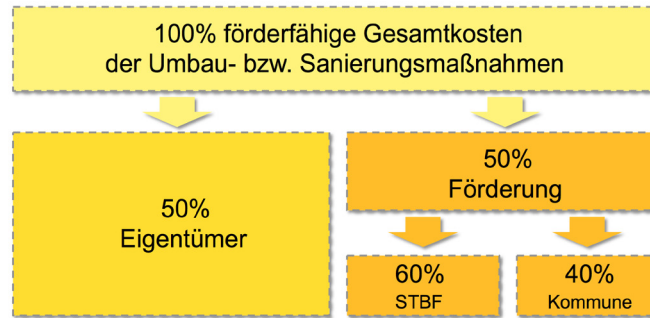 100% förderfähige Gesamtkosten
der Umbau- bzw. Sanierungsmaßnahmen
50%
Eigentümer
50%
Förderung
60%
STBF
40%
Kommune